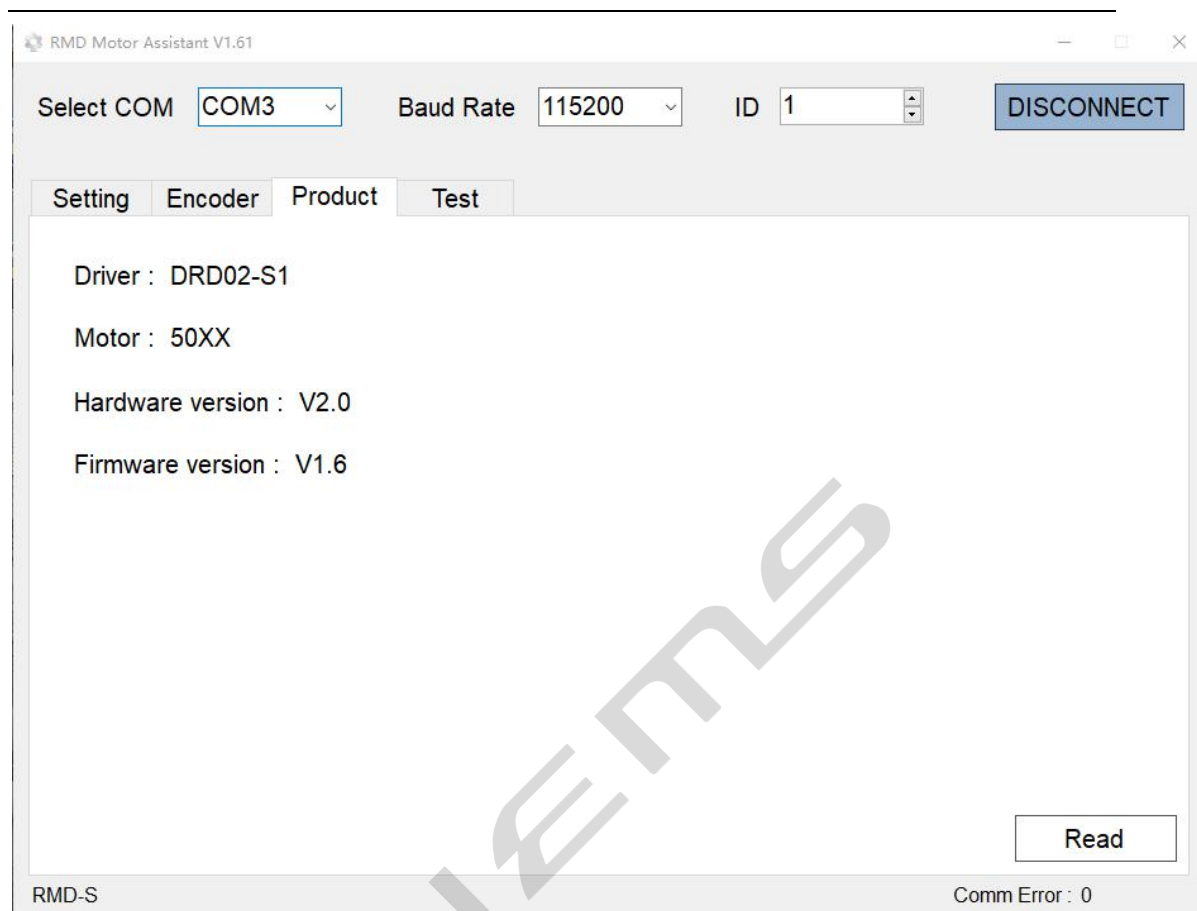 RMD Motor Assistant V1.61
Select COM COM3 Baud Rate 115200 ID 1 DISCONNECT
Setting Encoder Product Test
Driver : DRD02-S1
Motor : 50XX
Hardware version : V2.0
Firmware version : V1.6
Read
RMD-S Comm Error : 0